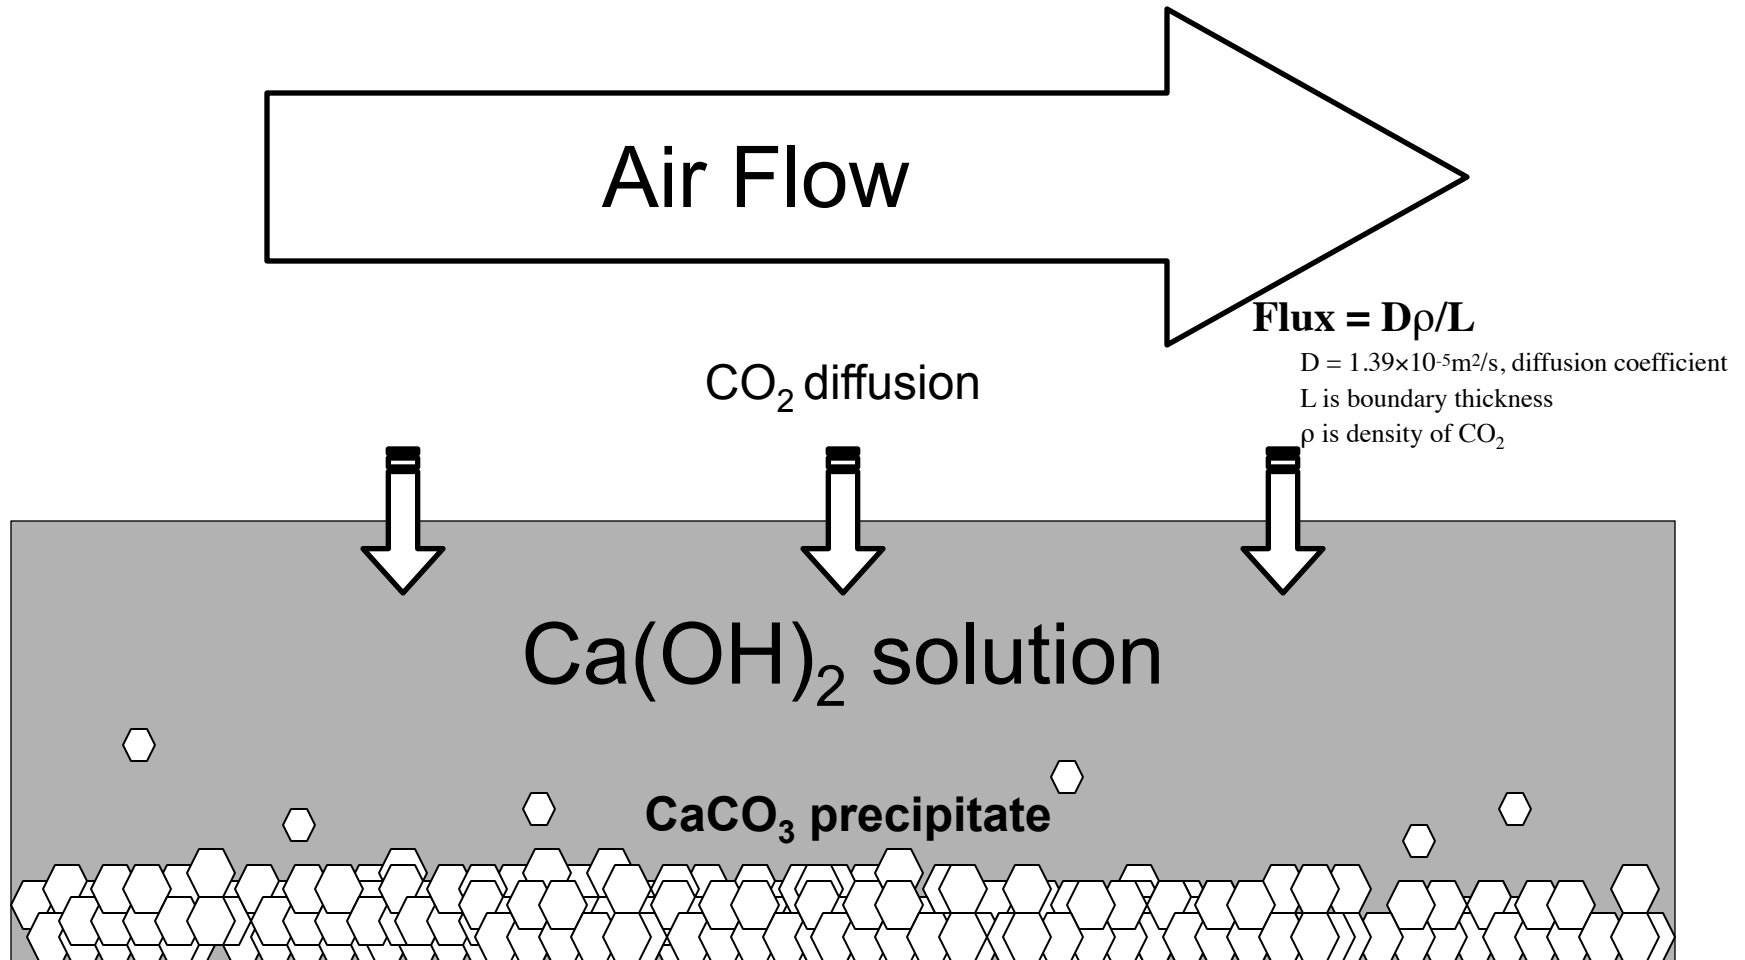 Air Flow
Flux = Dρ/L
D = 1.39×10⁻⁵m²/s, diffusion coefficient
L is boundary thickness
ρ is density of CO₂
CO₂ diffusion
Ca(OH)₂ solution
CaCO₃ precipitate